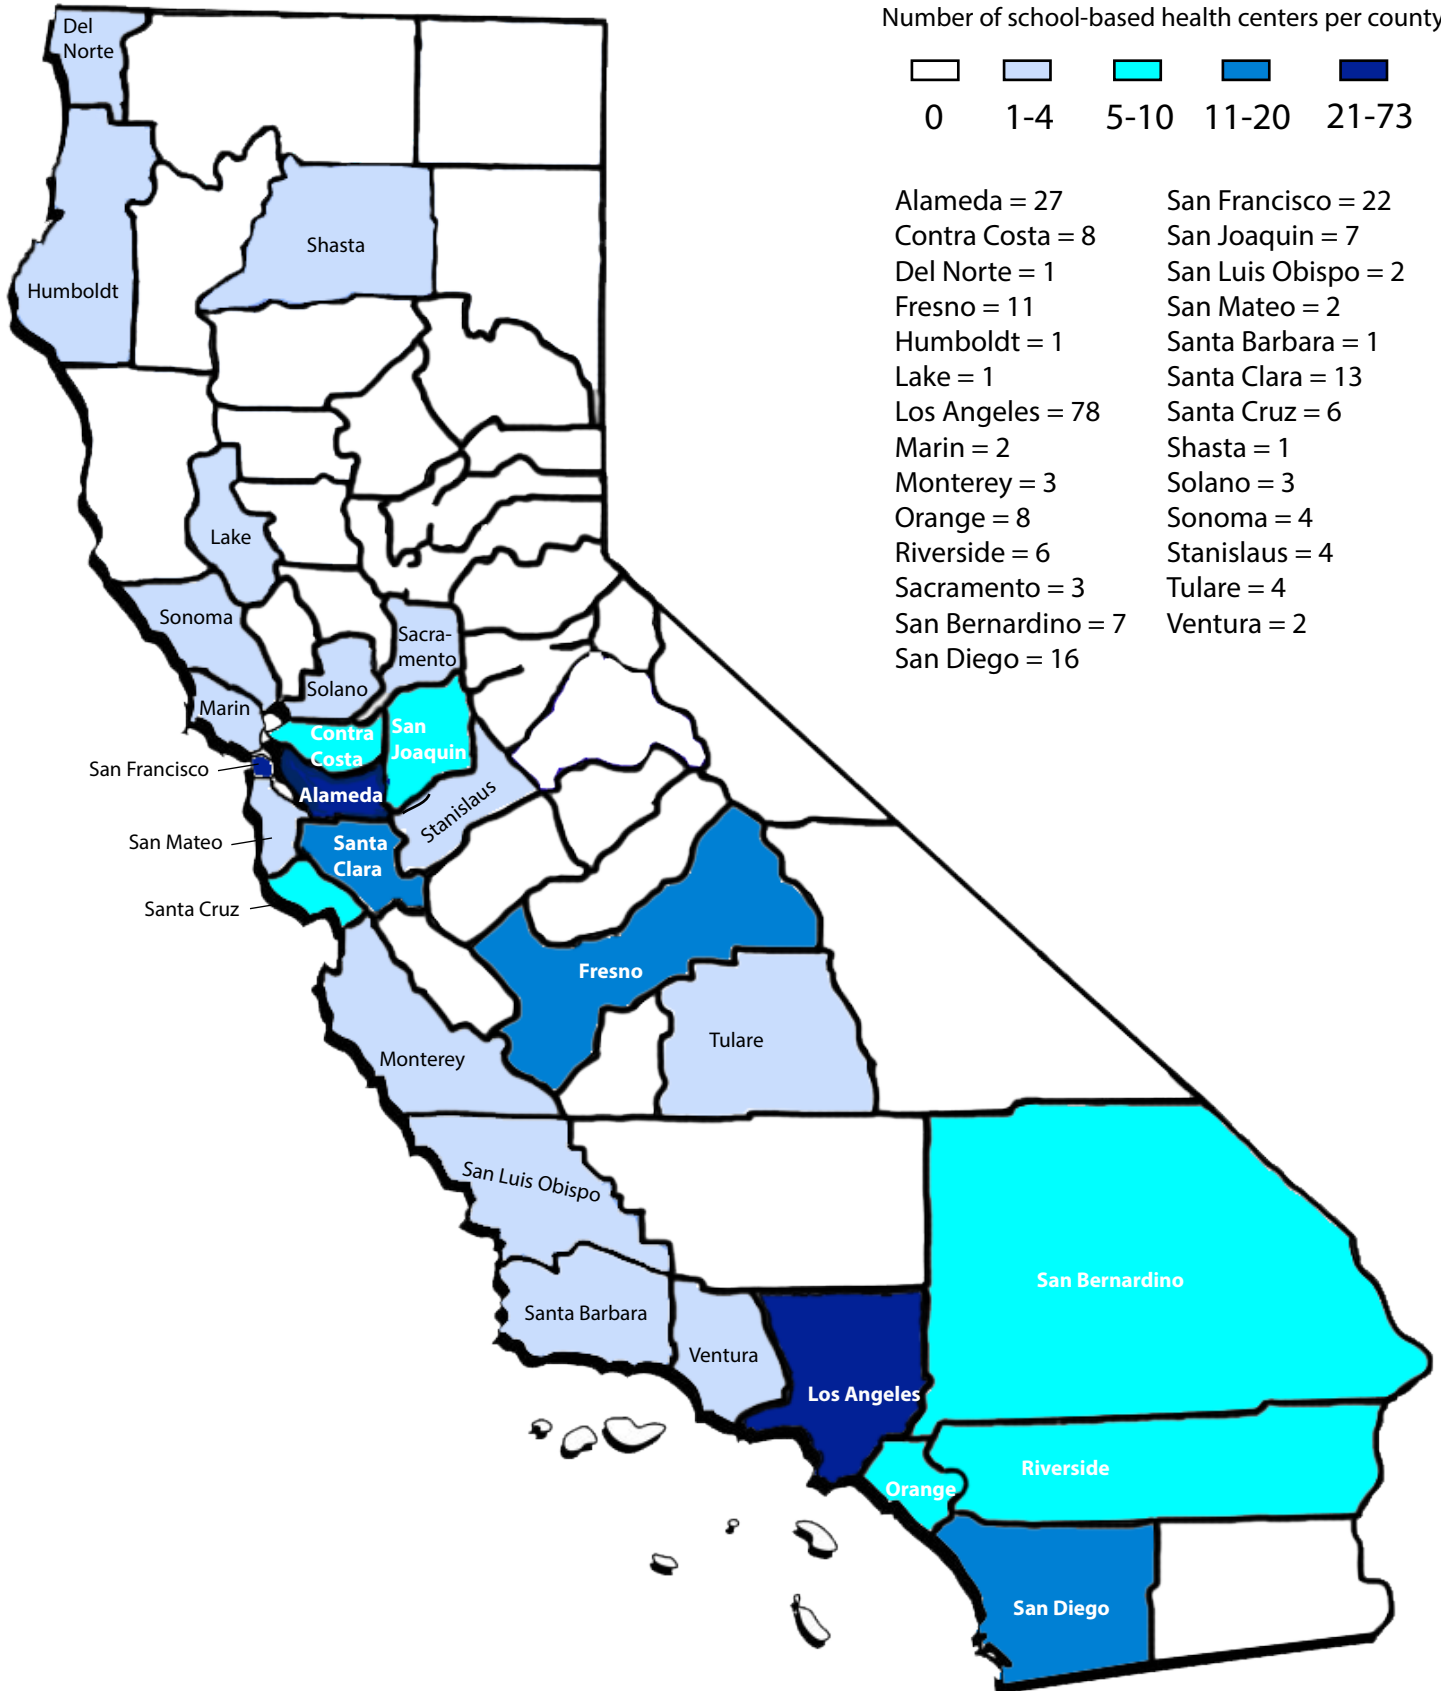 Number of school-based health centers per county
0 1-4 5-10 11-20 21-73
Alameda = 27
Contra Costa = 8
Del Norte = 1
Fresno = 11
Humboldt = 1
Lake = 1
Los Angeles = 78
Marin = 2
Monterey = 3
Orange = 8
Riverside = 6
Sacramento = 3
San Bernardino = 7
San Diego = 16
San Francisco = 22
San Joaquin = 7
San Luis Obispo = 2
San Mateo = 2
Santa Barbara = 1
Santa Clara = 13
Santa Cruz = 6
Shasta = 1
Solano = 3
Sonoma = 4
Stanislaus = 4
Tulare = 4
Ventura = 2
Del
Norte
Shasta
Humboldt
Lake
Sonoma
Sacra-
mento
Solano
Marin
Contra
Costa
San
Joaquin
San Francisco
Alameda
Stanislaus
San Mateo
Santa
Clara
Santa Cruz
Fresno
Tulare
Monterey
San Luis Obispo
San Bernardino
Santa Barbara
Ventura
Los Angeles
Riverside
Orange
San Diego